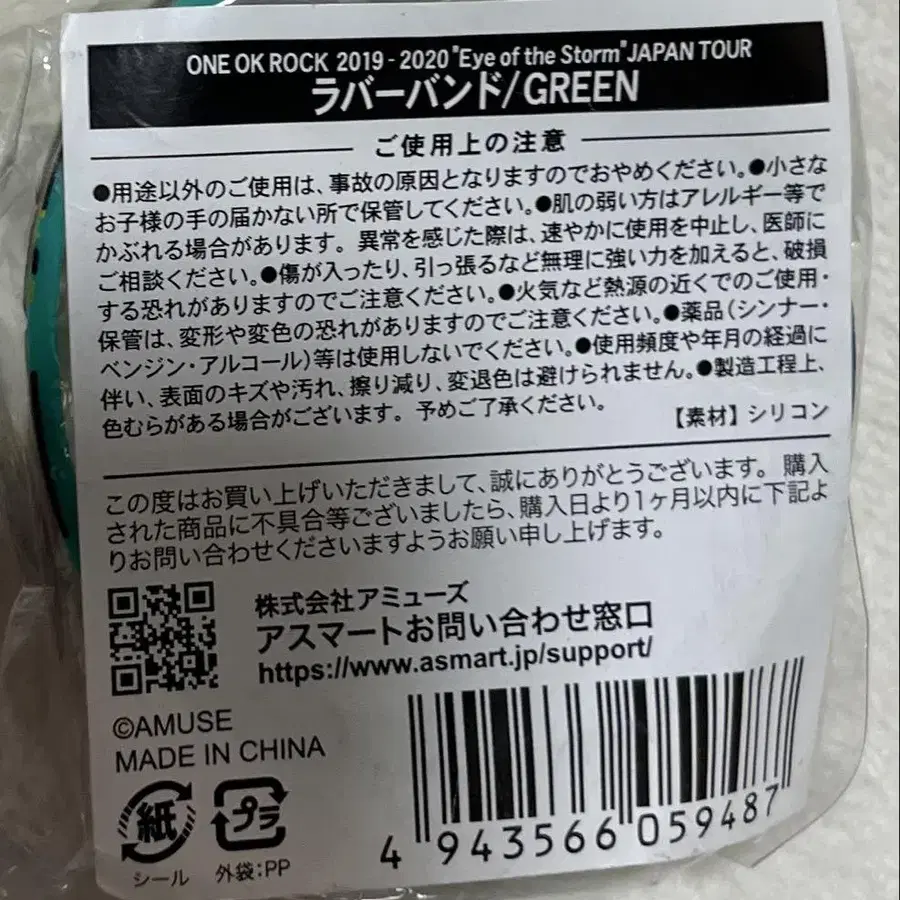 ONE OK ROCK 2019-2020 "Eye of the Storm" JAPAN TOUR
ラバーバンド/GREEN
ご使用上の注意
●用途以外のご使用は、事故の原因となりますのでおやめください。●小さな
お子様の手の届かない所で保管してください。●肌の弱い方はアレルギー等で
かぶれる場合があります。異常を感じた際は、速やかに使用を中止し、医師に
ご相談ください。●傷が入ったり、引っ張るなど無理に強い力を加えると、破損
する恐れがありますのでご注意ください。●火気など熱源の近くでのご使用・
保管は、変形や変色の恐れがありますのでご注意ください。●薬品(シンナー・
ベンジン・アルコール)等は使用しないでください。●使用頻度や年月の経過に
伴い、表面のキズや汚れ、擦り減り、変退色は避けられません。●製造工程上、
色むらがある場合がございます。予めご了承ください。 【素材】シリコン
この度はお買い上げいただきまして、誠にありがとうございます。購入
された商品に不具合等ございましたら、購入日より1ヶ月以内に下記よ
りお問い合わせくださいますようお願い申し上げます。
株式会社アミューズ
アスマートお問い合わせ窓口
https://www.asmart.jp/support/
©AMUSE
MADE IN CHINA
紙 プラ
シール 外袋:PP
4 943566 059487